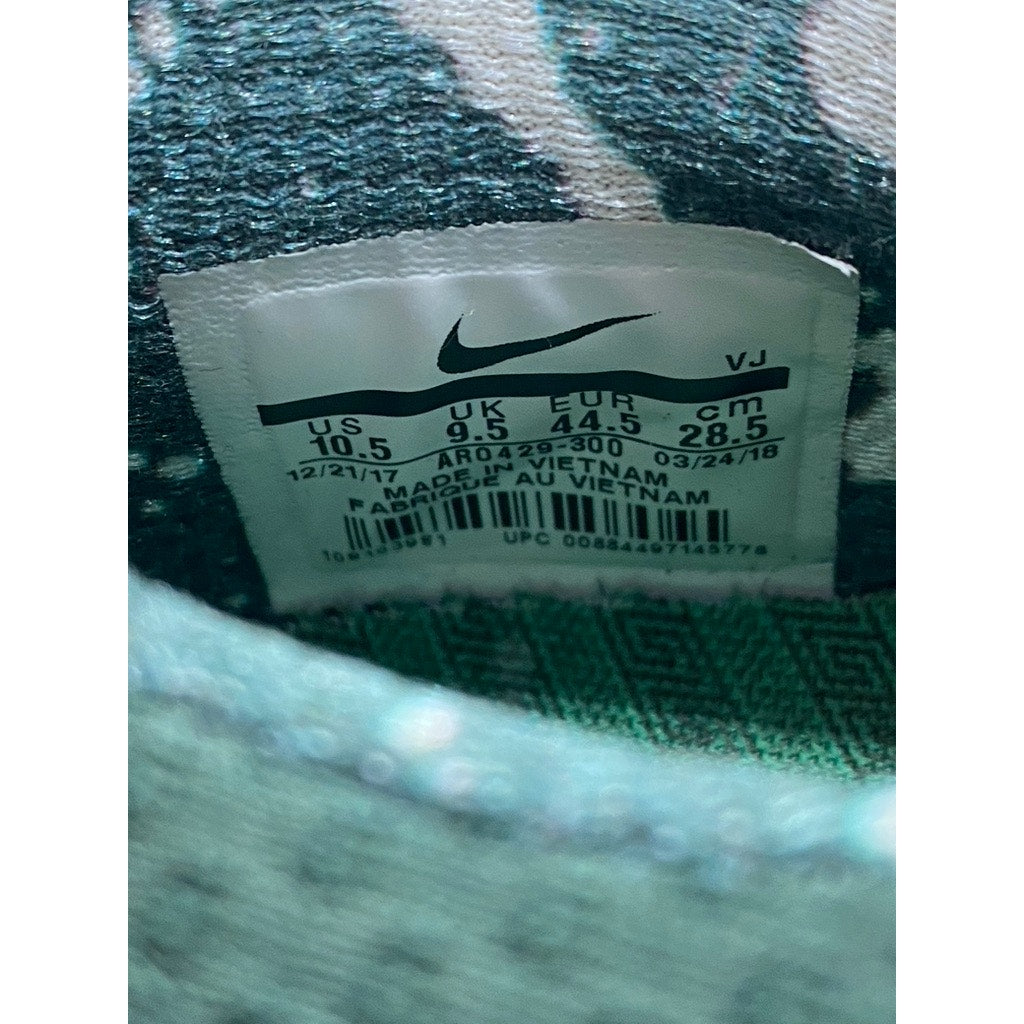 VJ
US UK EUR cm
10.5 9.5 44.5 28.5
12/21/17 AR0429-300 03/24/18
MADE IN VIETNAM
FABRIQUE AU VIETNAM
UPC